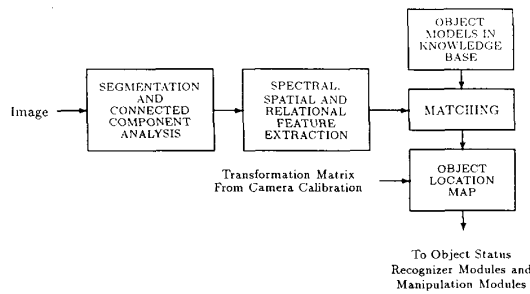 OBJECT
MODELS IN
KNOWLEDGE
BASE
Image
SEGMENTATION
AND
CONNECTED
COMPONENT
ANALYSIS
SPECTRAL,
SPATIAL AND
RELATIONAL
FEATURE
EXTRACTION
MATCHING
Transformation Matrix
From Camera Calibration
OBJECT
LOCATION
MAP
To Object Status
Recognizer Modules and
Manipulation Modules